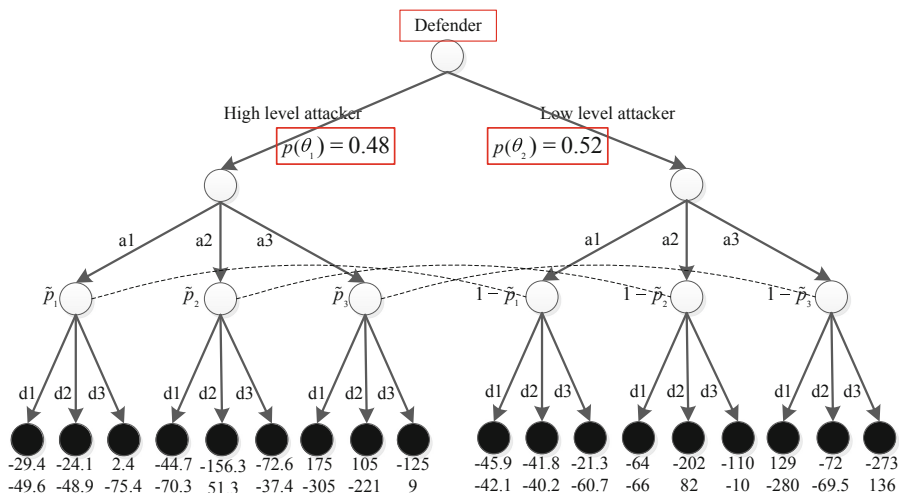 Defender
High level attacker Low level attacker
p(θ₁) = 0.48 p(θ₂) = 0.52
a1 a2 a3 a1 a2 a3
p̃₁ p̃₂ p̃₃ 1 − p̃₁ 1 − p̃₂ 1 − p̃₃
d1 d2 d3 d1 d2 d3 d1 d2 d3 d1 d2 d3 d1 d2 d3 d1 d2 d3
-29.4 -24.1 2.4 -44.7 -156.3 -72.6 175 105 -125 -45.9 -41.8 -21.3 -64 -202 -110 129 -72 -273
-49.6 -48.9 -75.4 -70.3 51.3 -37.4 -305 -221 9 -42.1 -40.2 -60.7 -66 82 -10 -280 -69.5 136